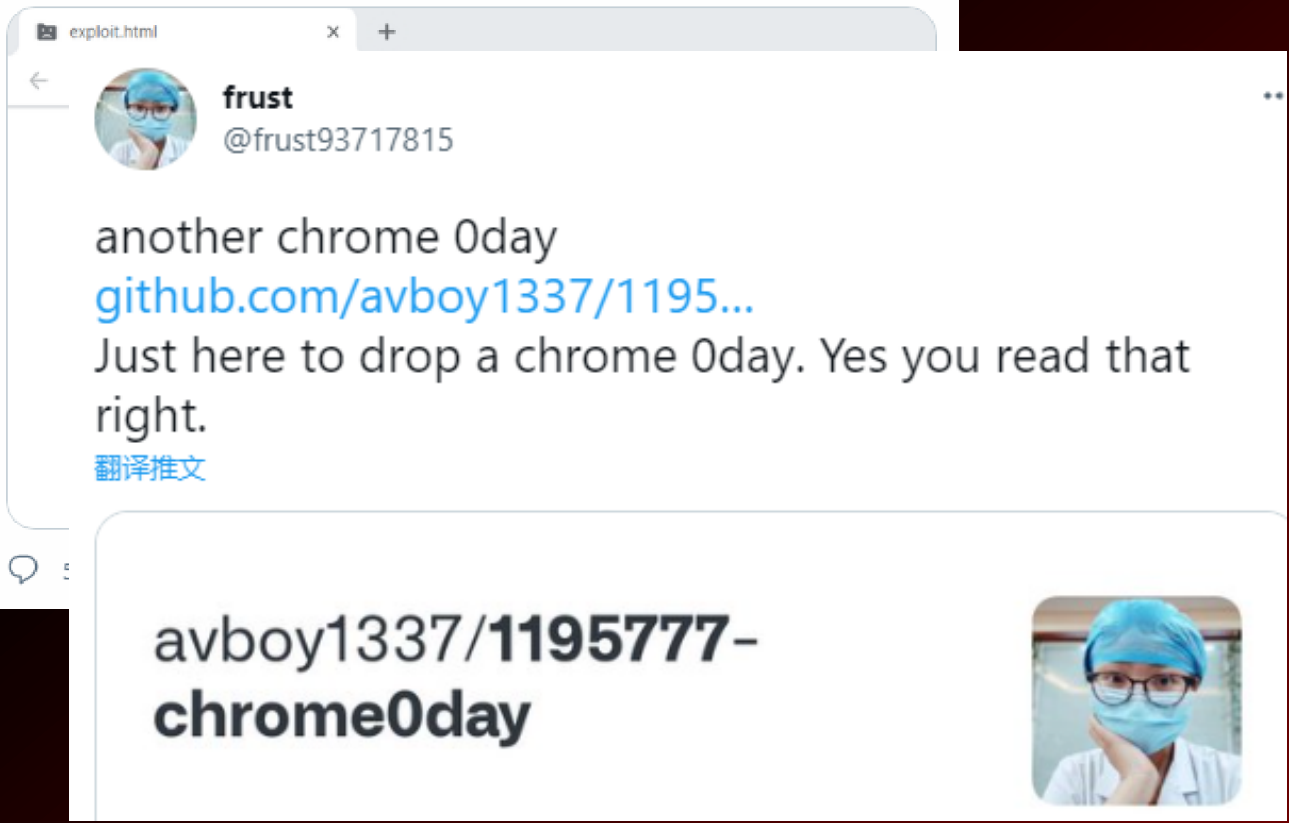 exploit.html
frust
@frust93717815
another chrome 0day
github.com/avboy1337/1195...
Just here to drop a chrome 0day. Yes you read that
right.
翻译推文
avboy1337/1195777-
chrome0day